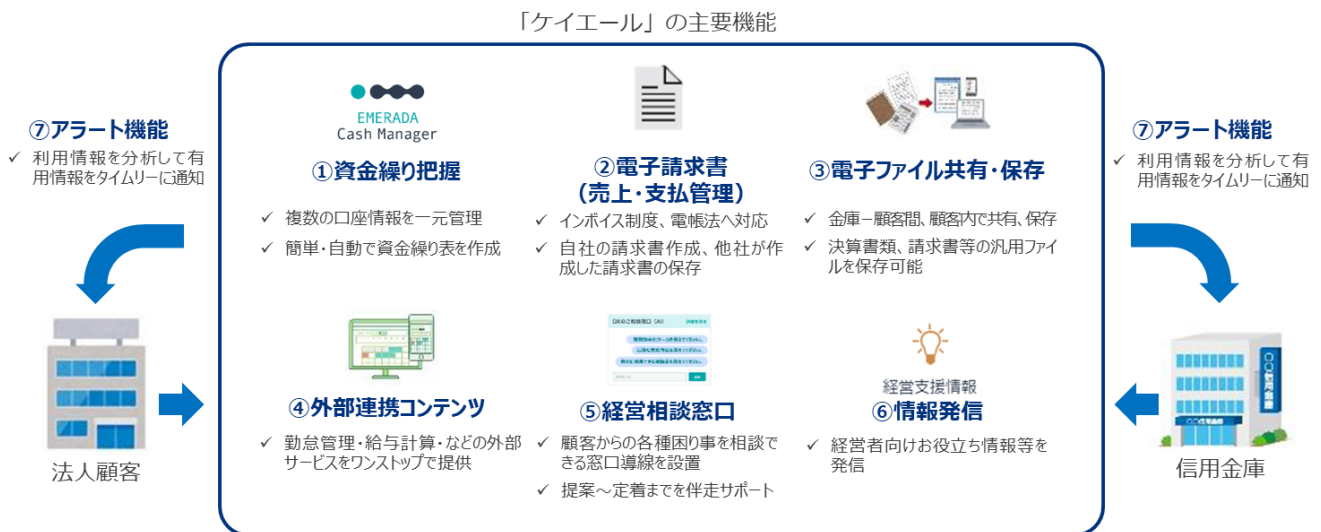 「ケイエール」の主要機能
⑦アラート機能
✓ 利用情報を分析して有
用情報をタイムリーに通知
法人顧客
EMERADA
Cash Manager
①資金繰り把握
✓ 複数の口座情報を一元管理
✓ 簡単・自動で資金繰り表を作成
②電子請求書
(売上・支払管理)
✓ インボイス制度、電帳法へ対応
✓ 自社の請求書作成、他社が作
成した請求書の保存
③電子ファイル共有・保存
✓ 金庫－顧客間、顧客内で共有、保存
✓ 決算書類、請求書等の汎用ファイ
ルを保存可能
④外部連携コンテンツ
✓ 勤怠管理・給与計算・などの外部
サービスをワンストップで提供
⑤経営相談窓口
✓ 顧客からの各種困り事を相談で
きる窓口導線を設置
✓ 提案～定着までを伴走サポート
経営支援情報
⑥情報発信
✓ 経営者向けお役立ち情報等を
発信
⑦アラート機能
✓ 利用情報を分析して有
用情報をタイムリーに通知
〇〇信用金庫
信用金庫